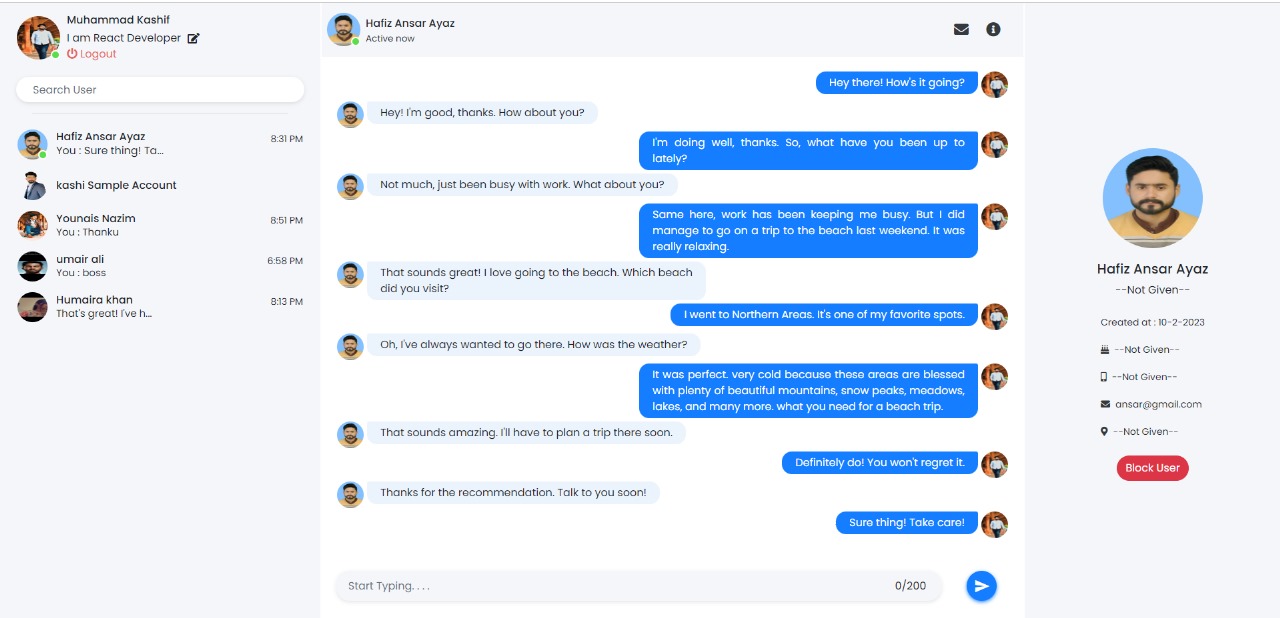 Muhammad Kashif
I am React Developer
Logout
Search User
Hafiz Ansar Ayaz
8:31 PM
You : Sure thing! Ta...
kashi Sample Account
Younais Nazim
8:51 PM
You : Thanku
umair ali
6:58 PM
You : boss
Humaira khan
8:13 PM
That's great! I've h...
Hafiz Ansar Ayaz
Active now
Hey there! How's it going?
Hey! I'm good, thanks. How about you?
I'm doing well, thanks. So, what have you been up to
lately?
Not much, just been busy with work. What about you?
Same here, work has been keeping me busy. But I did
manage to go on a trip to the beach last weekend. It was
really relaxing.
That sounds great! I love going to the beach. Which beach
did you visit?
I went to Northern Areas. It's one of my favorite spots.
Oh, I've always wanted to go there. How was the weather?
It was perfect. very cold because these areas are blessed
with plenty of beautiful mountains, snow peaks, meadows,
lakes, and many more. what you need for a beach trip.
That sounds amazing. I'll have to plan a trip there soon.
Definitely do! You won't regret it.
Thanks for the recommendation. Talk to you soon!
Sure thing! Take care!
Start Typing. . . .
0/200
Hafiz Ansar Ayaz
--Not Given--
Created at : 10-2-2023
--Not Given--
--Not Given--
ansar@gmail.com
--Not Given--
Block User